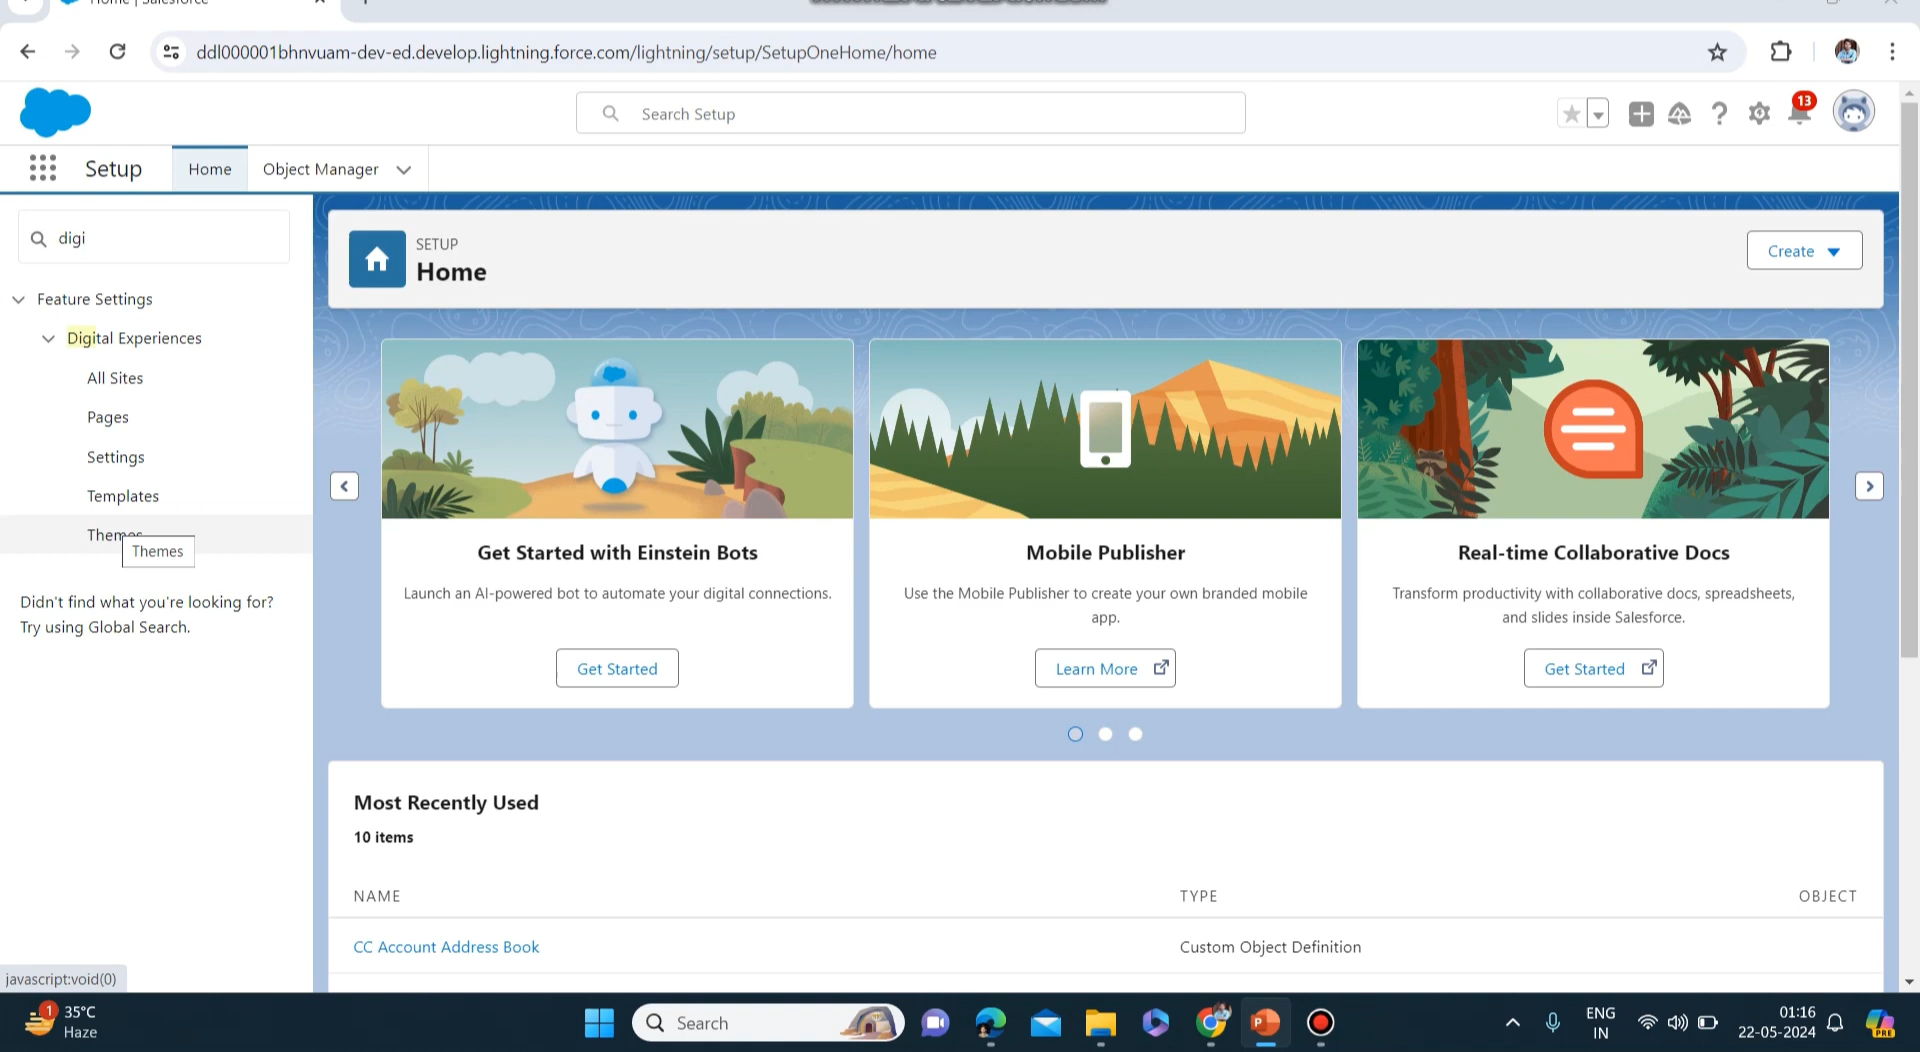 Home | Salesforce
ddl000001bhnvuam-dev-ed.develop.lightning.force.com/lightning/setup/SetupOneHome/home
Search Setup
13
Setup
Home
Object Manager
digi
SETUP
Home
Create
Feature Settings
Digital Experiences
All Sites
Pages
Settings
Templates
Themes
Themes
Didn't find what you're looking for?
Try using Global Search.
Get Started with Einstein Bots
Launch an AI-powered bot to automate your digital connections.
Get Started
Mobile Publisher
Use the Mobile Publisher to create your own branded mobile
app.
Learn More
Real-time Collaborative Docs
Transform productivity with collaborative docs, spreadsheets,
and slides inside Salesforce.
Get Started
Most Recently Used
10 items
NAME
TYPE
OBJECT
CC Account Address Book
Custom Object Definition
javascript:void(0)
1
35°C
Haze
Search
ENG
IN
01:16
22-05-2024
PRE